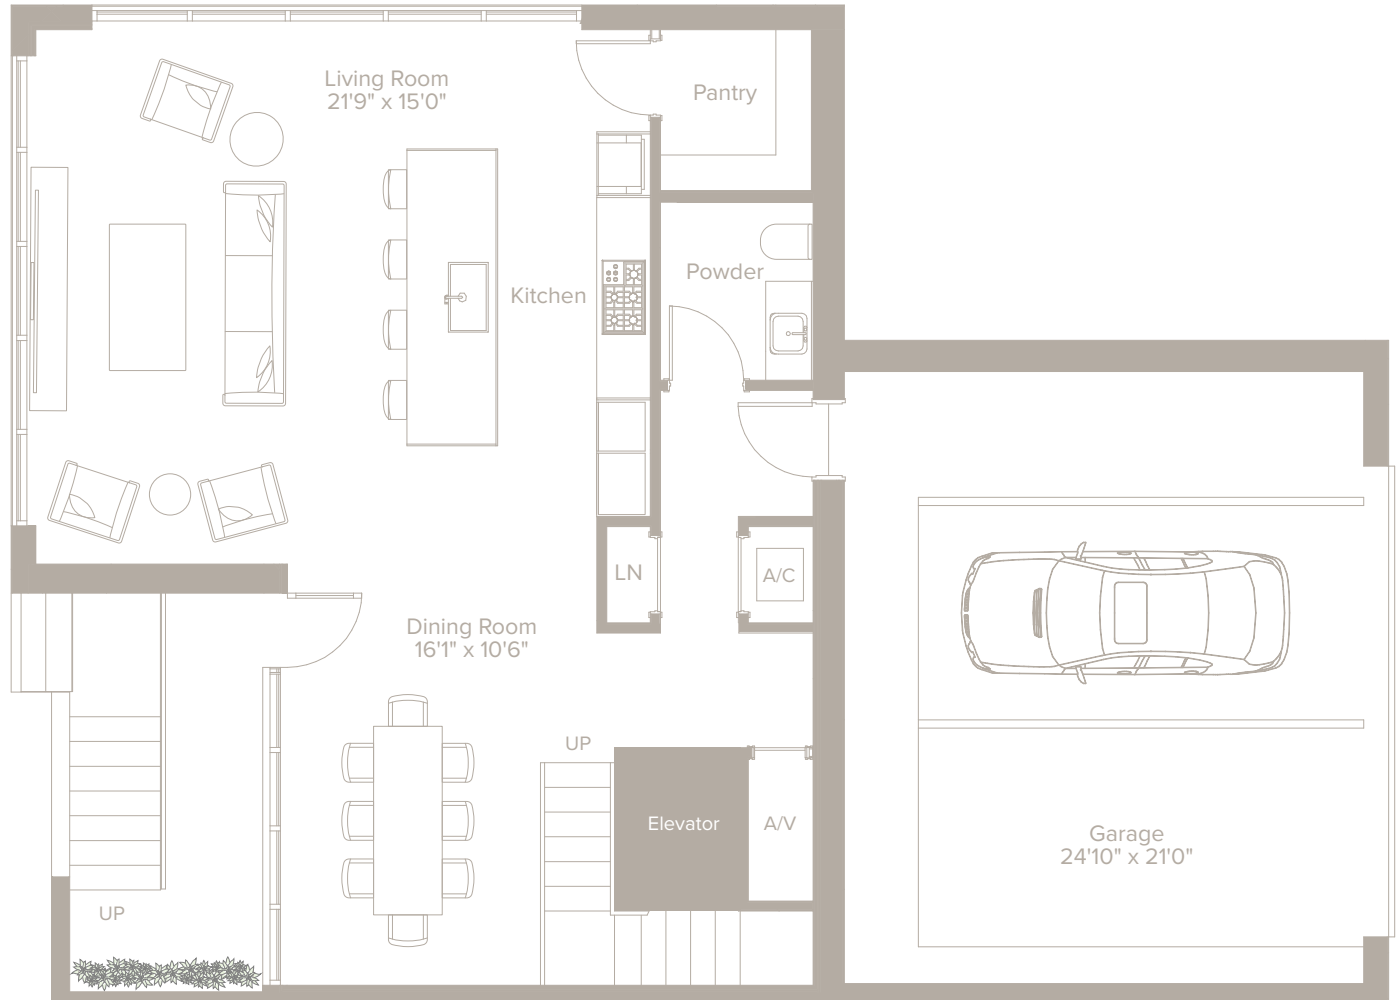 Living Room
21'9" x 15'0"
Pantry
Powder
Kitchen
LN
A/C
Dining Room
16'1" x 10'6"
UP
Elevator
A/V
Garage
24'10" x 21'0"
UP